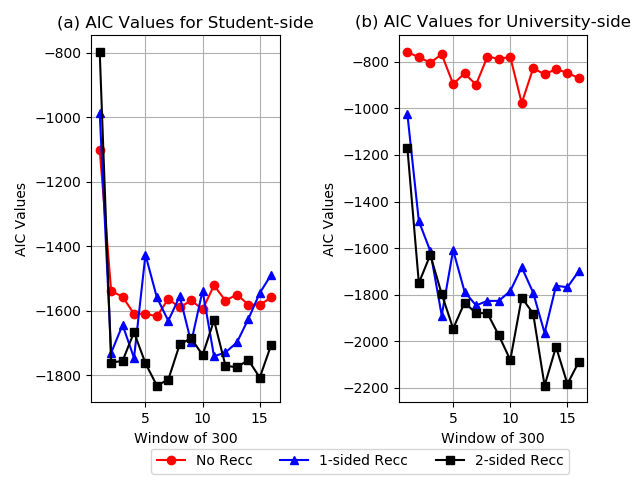 (a) AIC Values for Student-side
−800
−1000
−1200
−1400
−1600
−1800
AIC Values
5
10
15
Window of 300
(b) AIC Values for University-side
−800
−1000
−1200
−1400
−1600
−1800
−2000
−2200
AIC Values
5
10
15
Window of 300
No Recc
1-sided Recc
2-sided Recc